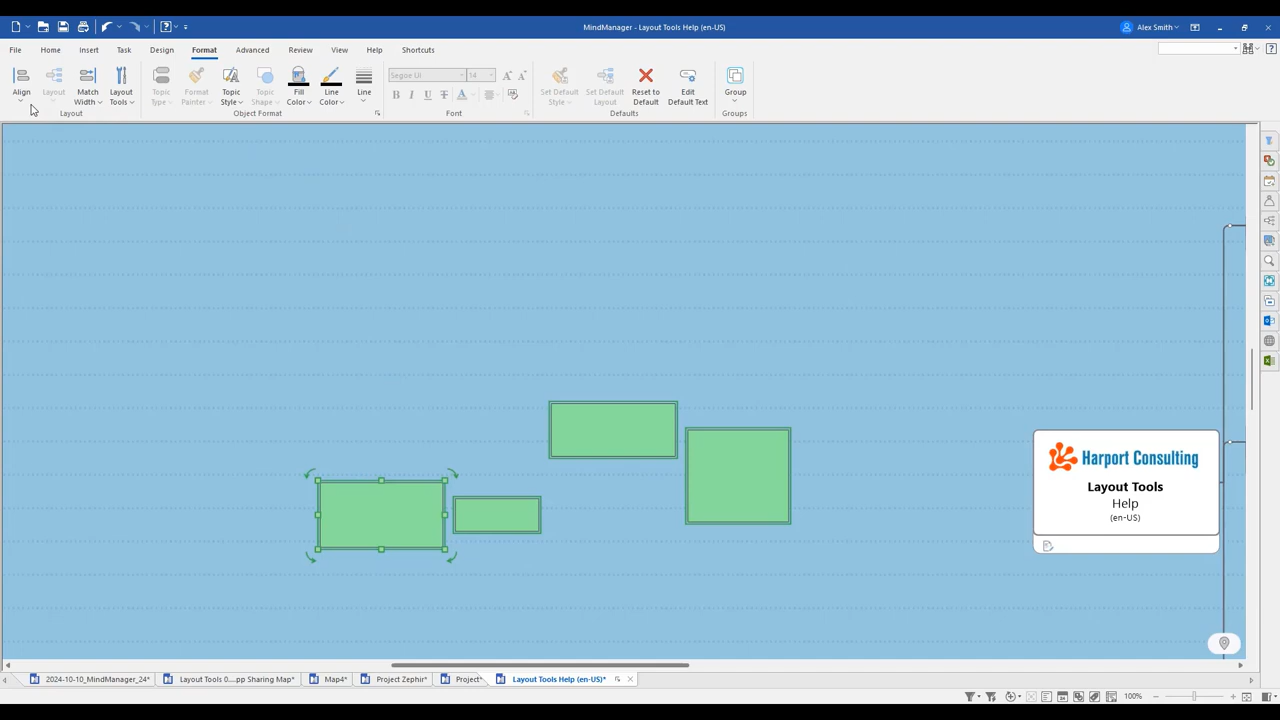 MindManager - Layout Tools Help (en-US)
Alex Smith
File Home Insert Task Design Format Advanced Review View Help Shortcuts
Align
Layout
Match Width
Layout Tools
Topic Type
Format Painter
Topic Style
Topic Shape
Fill Color
Line Color
Line
Segoe UI 14
B I U
Set Default Style
Set Default Layout
Reset to Default
Edit Default Text
Group
Layout Object Format Font Defaults Groups
Harport Consulting
Layout Tools
Help
(en-US)
2024-10-10_MindManager_24* Layout Tools 0....pp Sharing Map* Map4* Project Zephir* Project* Layout Tools Help (en-US)*
100%